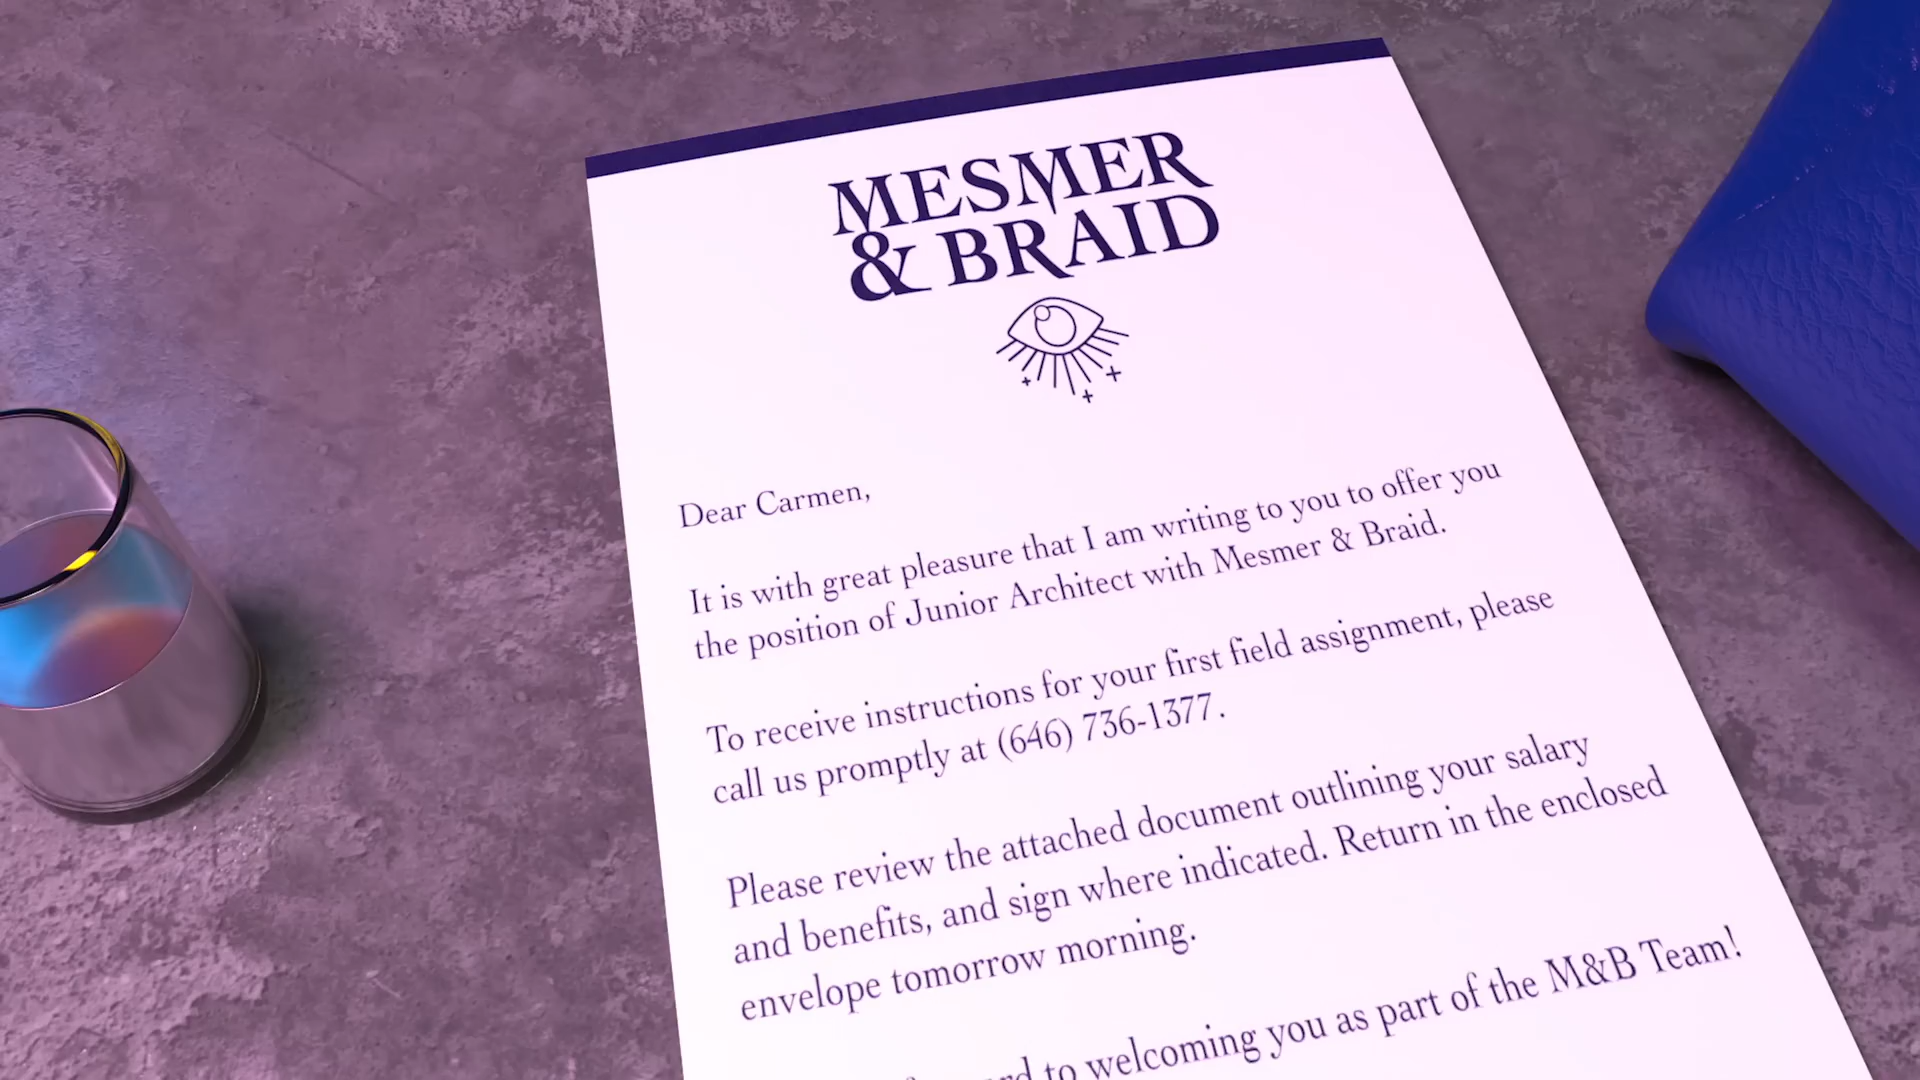 MESMER
& BRAID
Dear Carmen,
It is with great pleasure that I am writing to you to offer you
the position of Junior Architect with Mesmer & Braid.
To receive instructions for your first field assignment, please
call us promptly at (646) 736-1377.
Please review the attached document outlining your salary
and benefits, and sign where indicated. Return in the enclosed
envelope tomorrow morning.
to welcoming you as part of the M&B Team!